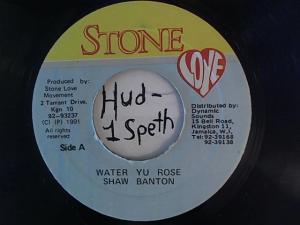 STONE
LOVE
Produced by:
Stone Love
Movement
2 Tarrant Drive,
Kgn 10
92-93237
(C) (P) 1991
All rights
reserved
Side A
Hud-
1 Speth
Distributed by:
Dynamic
Sounds
15 Bell Road,
Kingston 11,
Jamaica, W.I.
92-39168
92-39138
WATER YU ROSE
SHAW BANTON